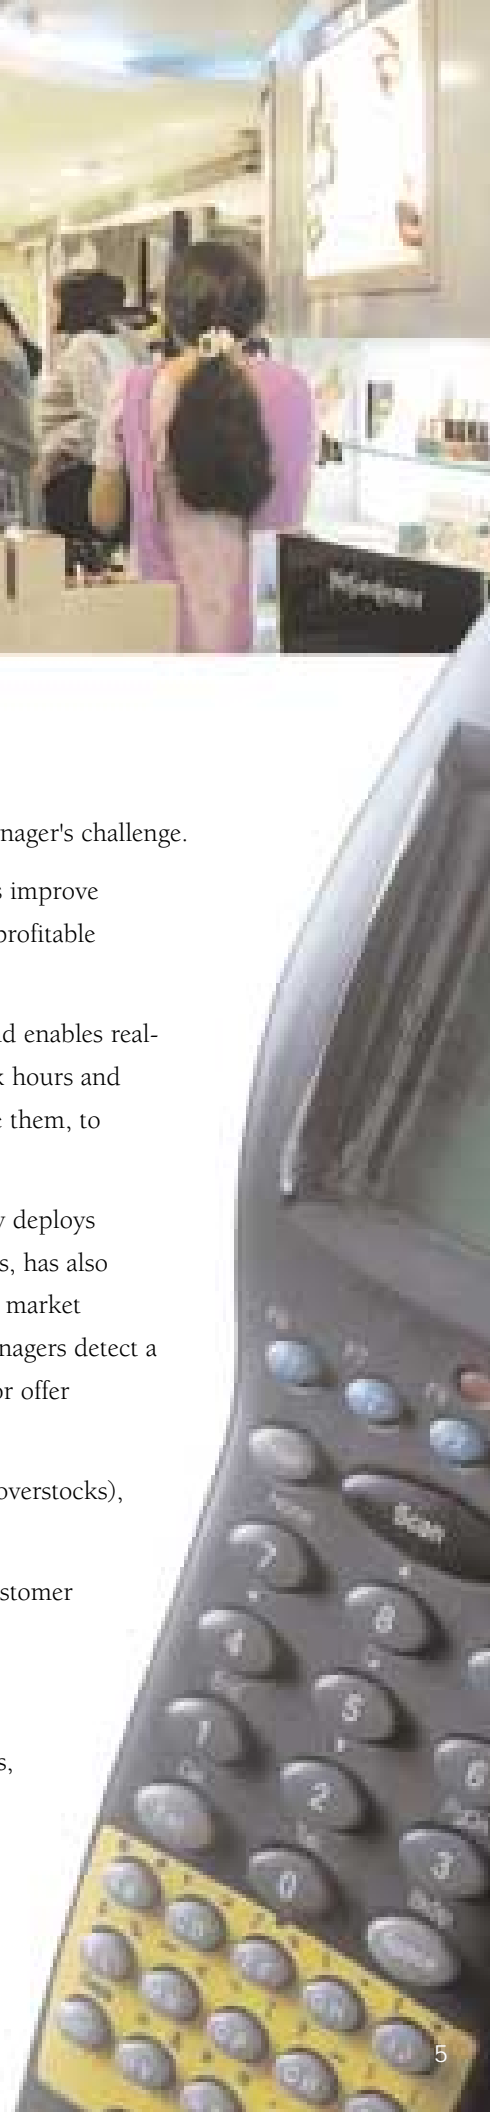 nager's challenge.
s improve
profitable
d enables real-
k hours and
e them, to
y deploys
s, has also
market
nagers detect a
or offer
overstocks),
stomer
s,
Scan
7
8
4
5
1
6
2
3
0
5